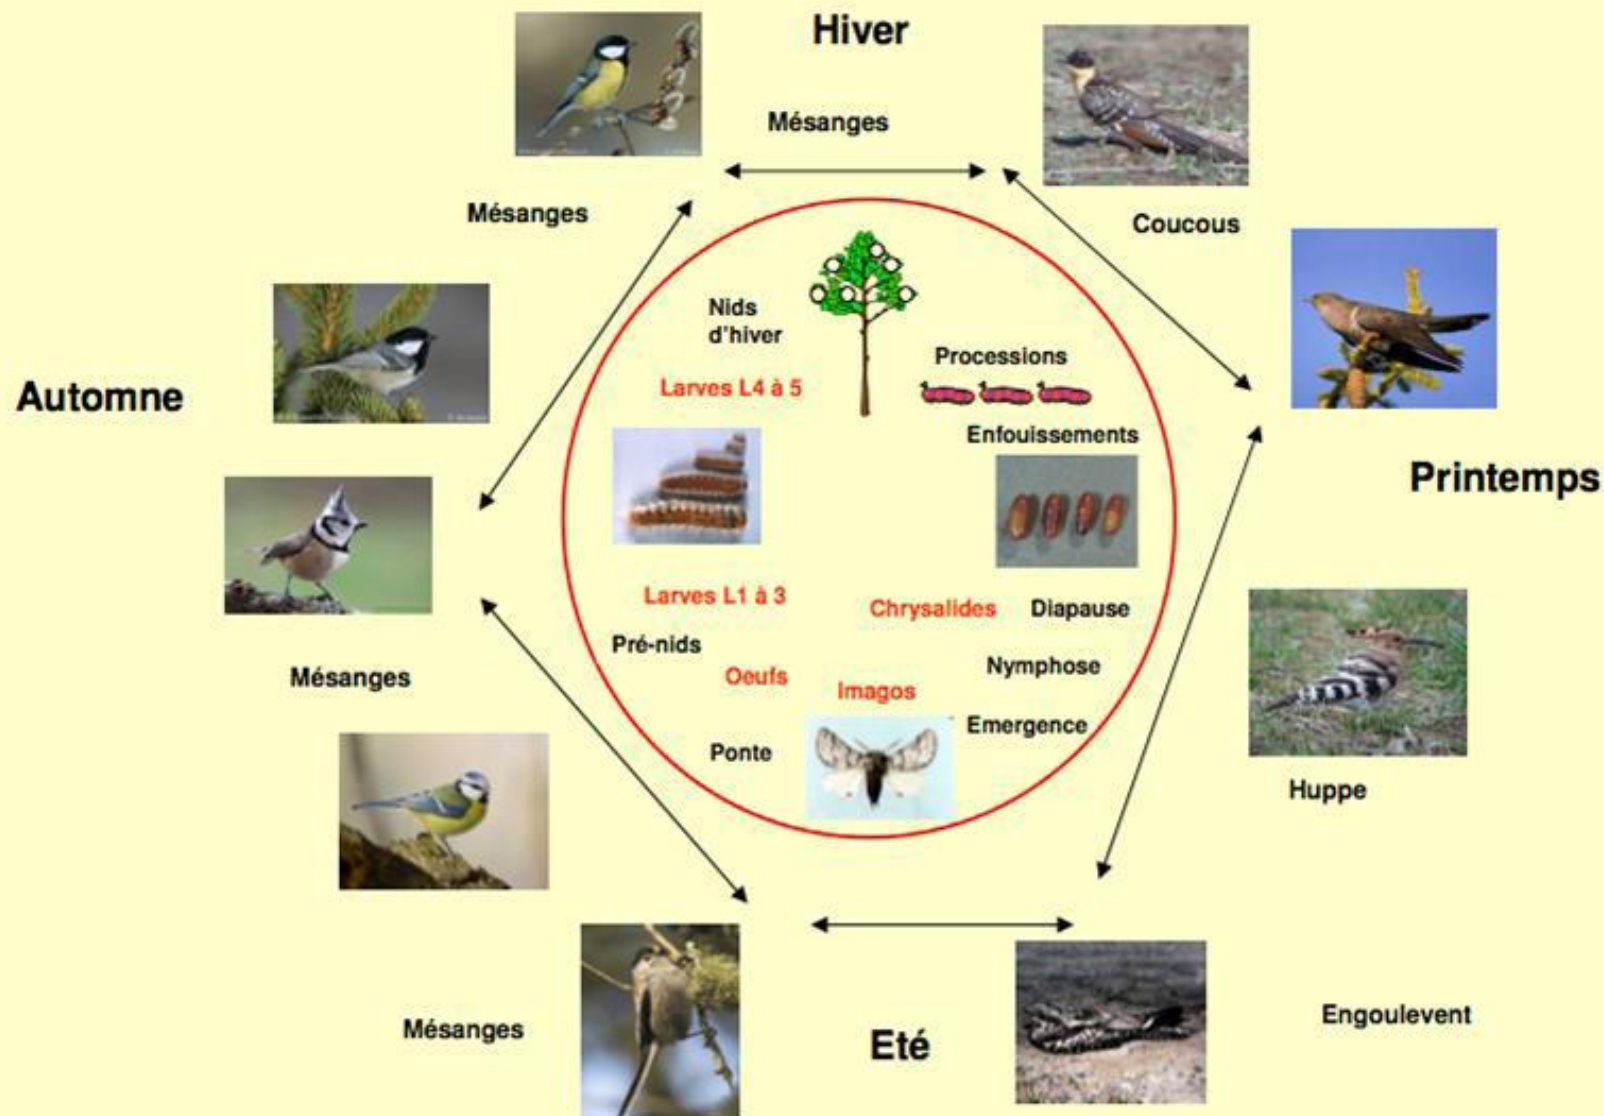 Hiver
Mésanges
Mésanges
Coucous
Nids
d'hiver
Processions
Larves L4 à 5
Automne
Enfouissements
Printemps
Larves L1 à 3
Chrysalides
Diapause
Pré-nids
Nymphose
Oeufs
Imagos
Mésanges
Emergence
Ponte
Huppe
Mésanges
Eté
Engoulevent